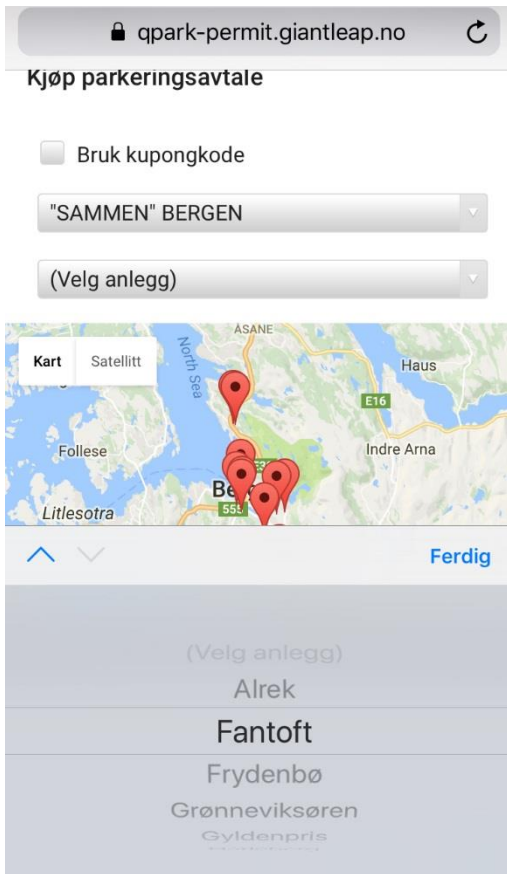 qpark-permit.giantleap.no
Kjøp parkeringsavtale
Bruk kupongkode
"SAMMEN" BERGEN
(Velg anlegg)
ÅSANE
Kart Satellitt
North Sea
Haus
E16
Follese
Indre Arna
555
Litlesotra
Ferdig
(Velg anlegg)
Alrek
Fantoft
Frydenbø
Grønneviksøren
Gyldenpris